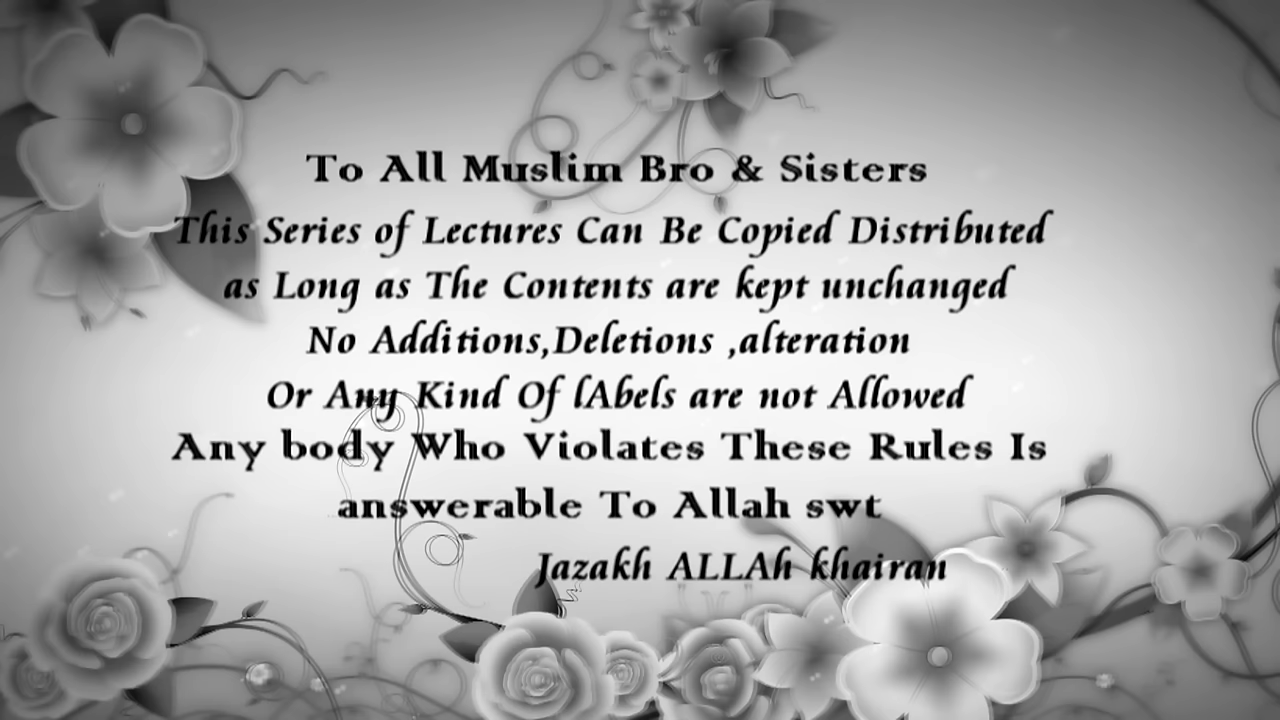 To All Muslim Bro & Sisters
This Series of Lectures Can Be Copied Distributed
as Long as The Contents are kept unchanged
No Additions,Deletions ,alteration
Or Any Kind Of lAbels are not Allowed
Any body Who Violates These Rules Is
answerable To Allah swt
Jazakh ALLAh khairan